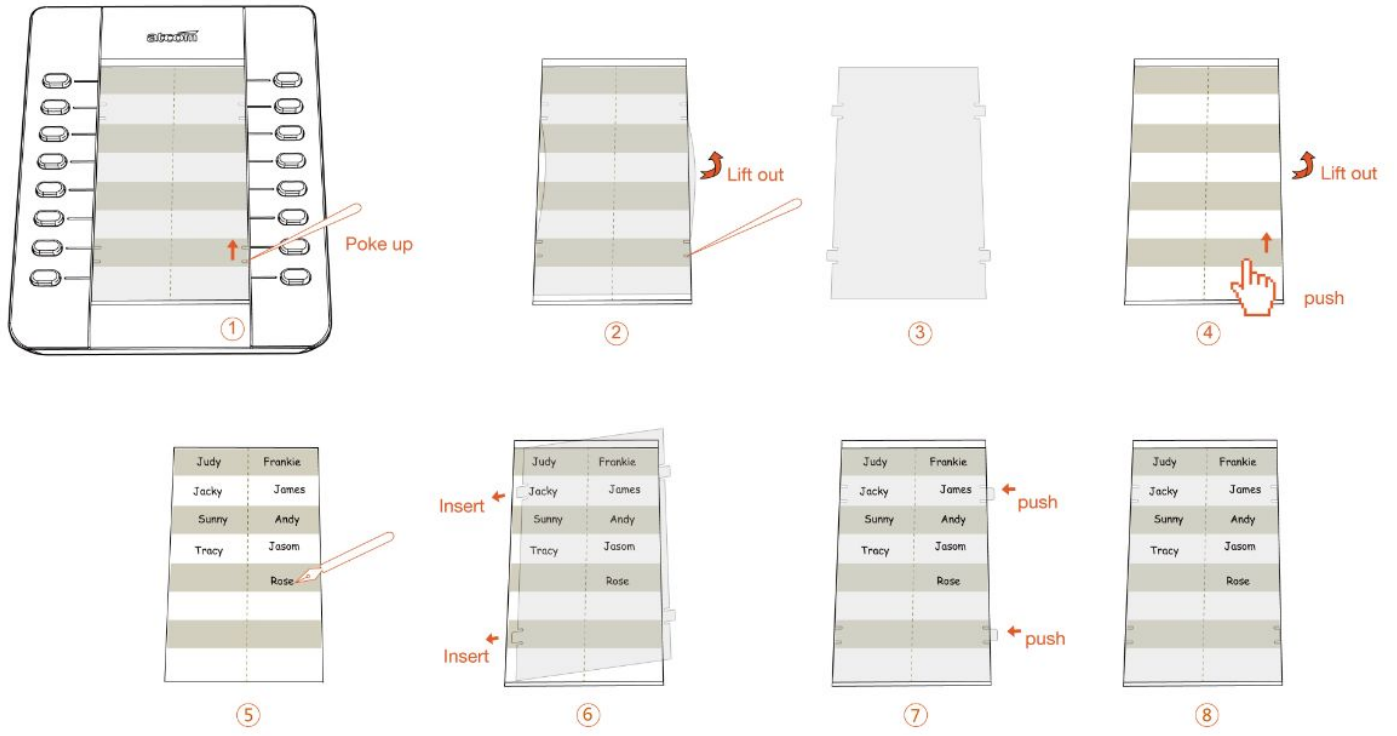 atcom
Poke up
①
Lift out
②
③
Lift out
push
④
Judy Frankie
Jacky James
Sunny Andy
Tracy Jasom
Rose
⑤
Judy Frankie
Insert Jacky James
Sunny Andy
Tracy Jasom
Rose
Insert
⑥
Judy Frankie
Jacky James push
Sunny Andy
Tracy Jasom
Rose
push
⑦
Judy Frankie
Jacky James
Sunny Andy
Tracy Jasom
Rose
⑧